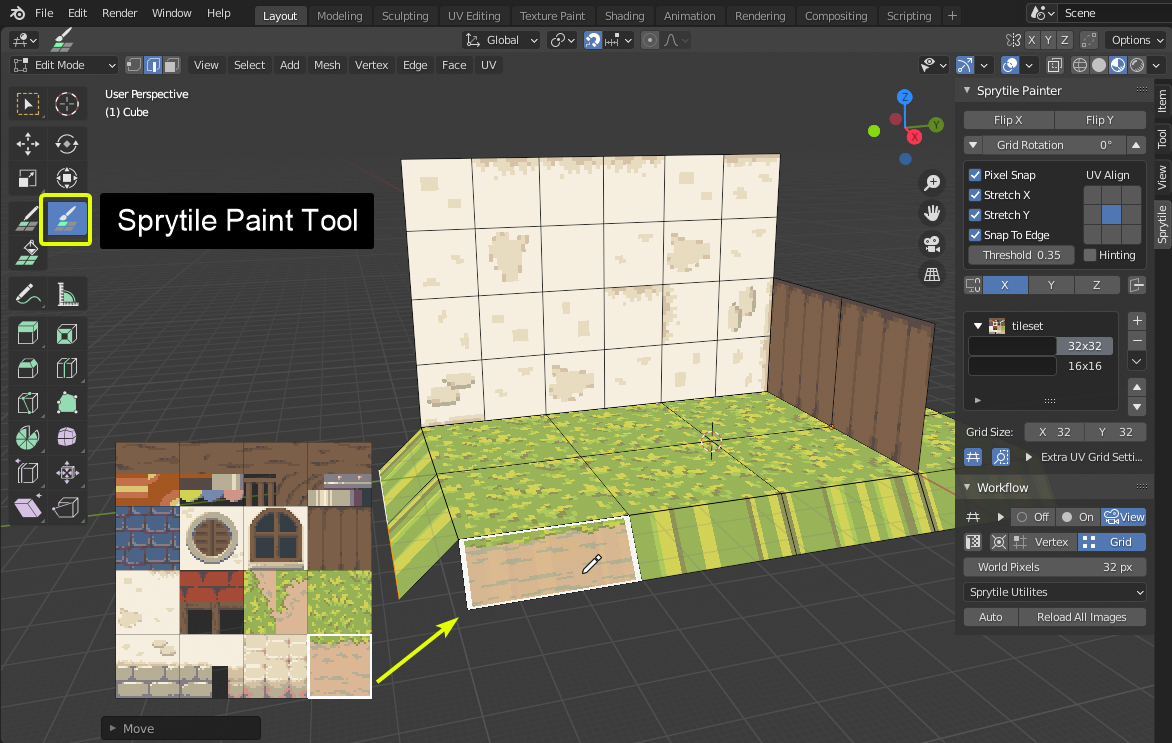 File Edit Render Window Help Layout Modeling Sculpting UV Editing Texture Paint Shading Animation Rendering Compositing Scripting + Scene
Global X Y Z Options
Edit Mode View Select Add Mesh Vertex Edge Face UV
User Perspective
(1) Cube
Z
Y
X
Sprytile Paint Tool
Item
Tool
View
Sprytile
Sprytile Painter
Flip X Flip Y
Grid Rotation 0°
Pixel Snap UV Align
Stretch X
Stretch Y
Snap To Edge
Threshold 0.35 Hinting
X Y Z
tileset
32x32
16x16
Grid Size: X 32 Y 32
Extra UV Grid Setti...
Workflow
Off On View
Vertex Grid
World Pixels 32 px
Sprytile Utilites
Auto Reload All Images
Move